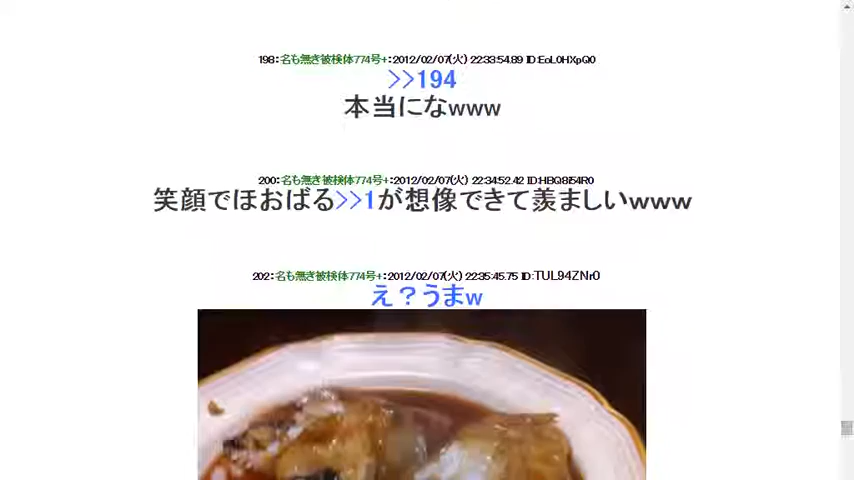 198：名も無き被検体774号+：2012/02/07(火) 22:33:54.89 ID:EoL0HXpQ0
>>194
本当になwww
200：名も無き被検体774号+：2012/02/07(火) 22:34:52.42 ID:HBQ8i54R0
笑顔でほおばる>>1が想像できて羨ましいwww
202：名も無き被検体774号+：2012/02/07(火) 22:35:45.75 ID:TUL94ZNr0
え？うまw